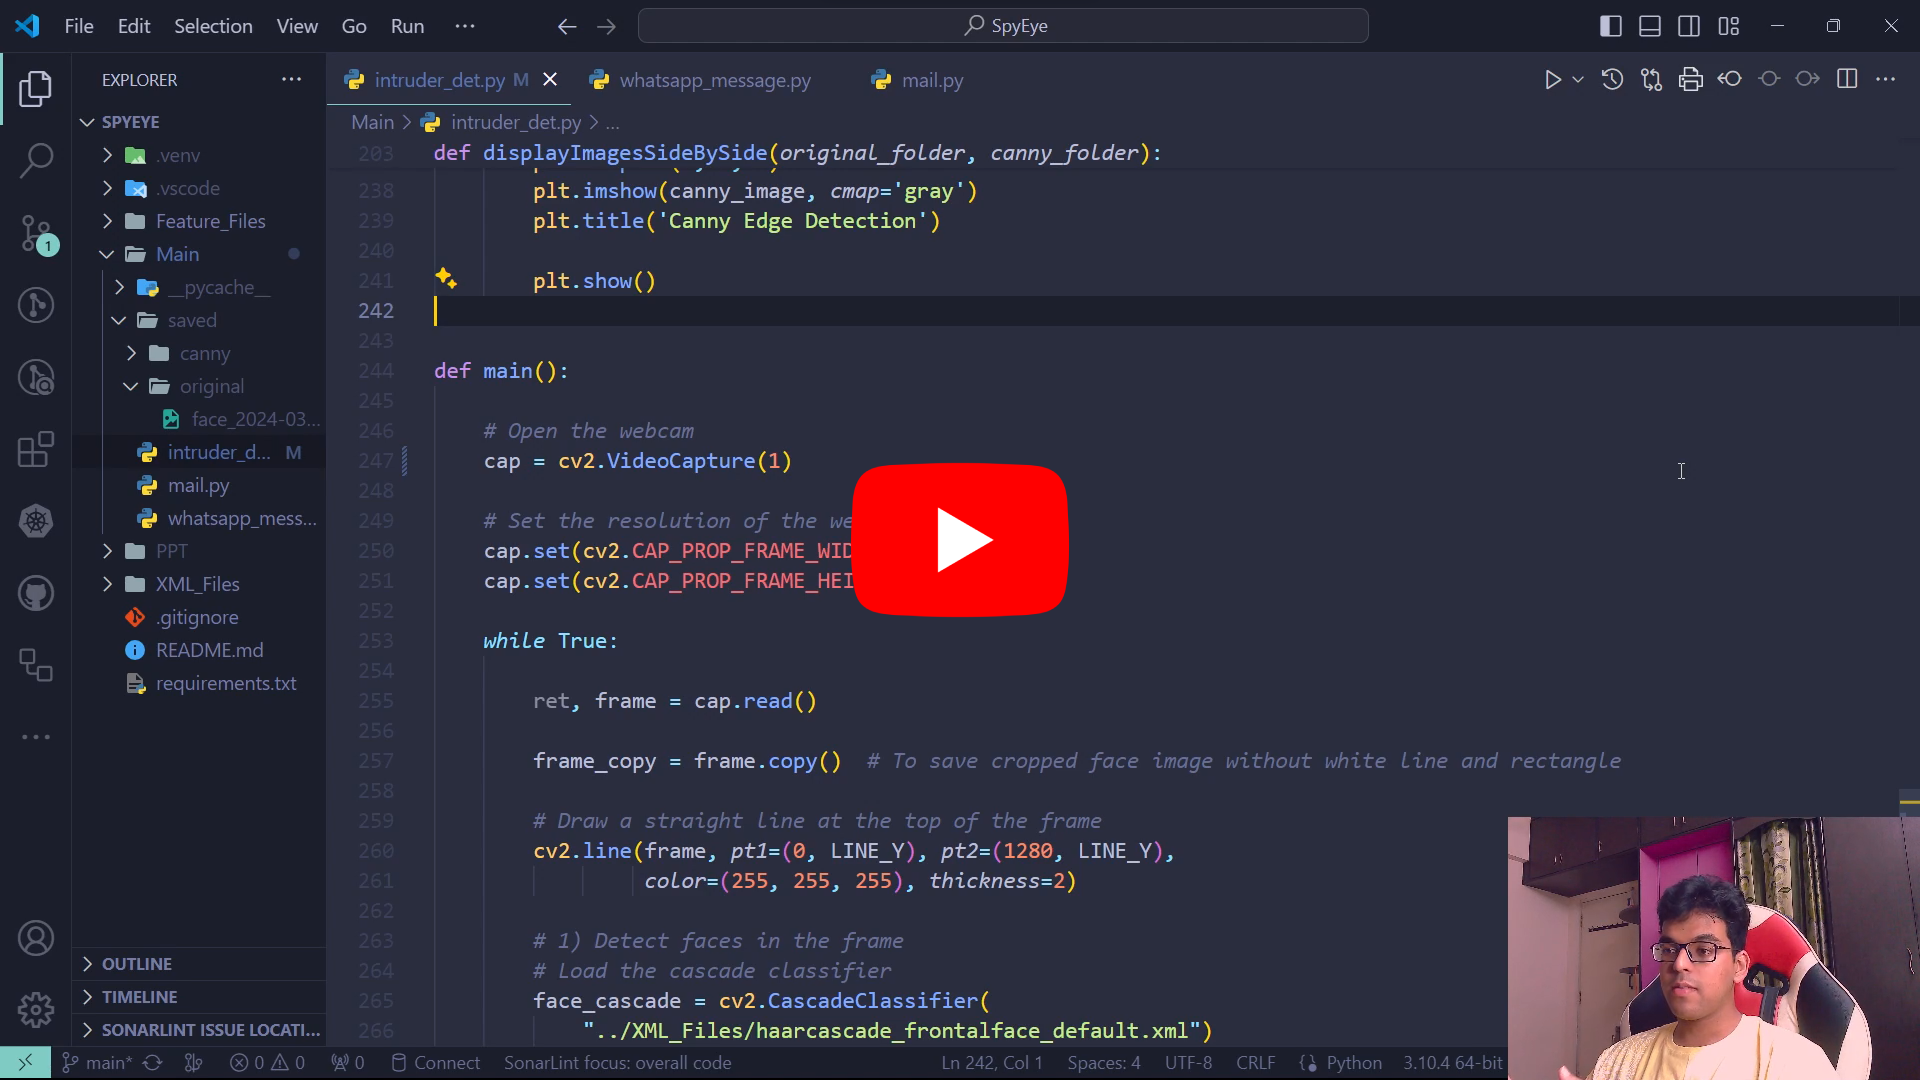 File Edit Selection View Go Run ···
SpyEye
EXPLORER ···
SPYEYE
.venv
.vscode
Feature_Files
Main
__pycache__
saved
canny
original
face_2024-03...
intruder_d... M
mail.py
whatsapp_mess...
PPT
XML_Files
.gitignore
README.md
requirements.txt
OUTLINE
TIMELINE
SONARLINT ISSUE LOCATI...
1
intruder_det.py M
whatsapp_message.py
mail.py
Main > intruder_det.py > ...
203 def displayImagesSideBySide(original_folder, canny_folder):
238 plt.imshow(canny_image, cmap='gray')
239 plt.title('Canny Edge Detection')
240
241 plt.show()
242
243
244 def main():
245
246 # Open the webcam
247 cap = cv2.VideoCapture(1)
248
249 # Set the resolution of the we
250 cap.set(cv2.CAP_PROP_FRAME_WID
251 cap.set(cv2.CAP_PROP_FRAME_HEI
252
253 while True:
254
255 ret, frame = cap.read()
256
257 frame_copy = frame.copy() # To save cropped face image without white line and rectangle
258
259 # Draw a straight line at the top of the frame
260 cv2.line(frame, pt1=(0, LINE_Y), pt2=(1280, LINE_Y),
261 color=(255, 255, 255), thickness=2)
262
263 # 1) Detect faces in the frame
264 # Load the cascade classifier
265 face_cascade = cv2.CascadeClassifier(
266 "../XML_Files/haarcascade_frontalface_default.xml")
main* 0 0 0 Connect SonarLint focus: overall code Ln 242, Col 1 Spaces: 4 UTF-8 CRLF Python 3.10.4 64-bit